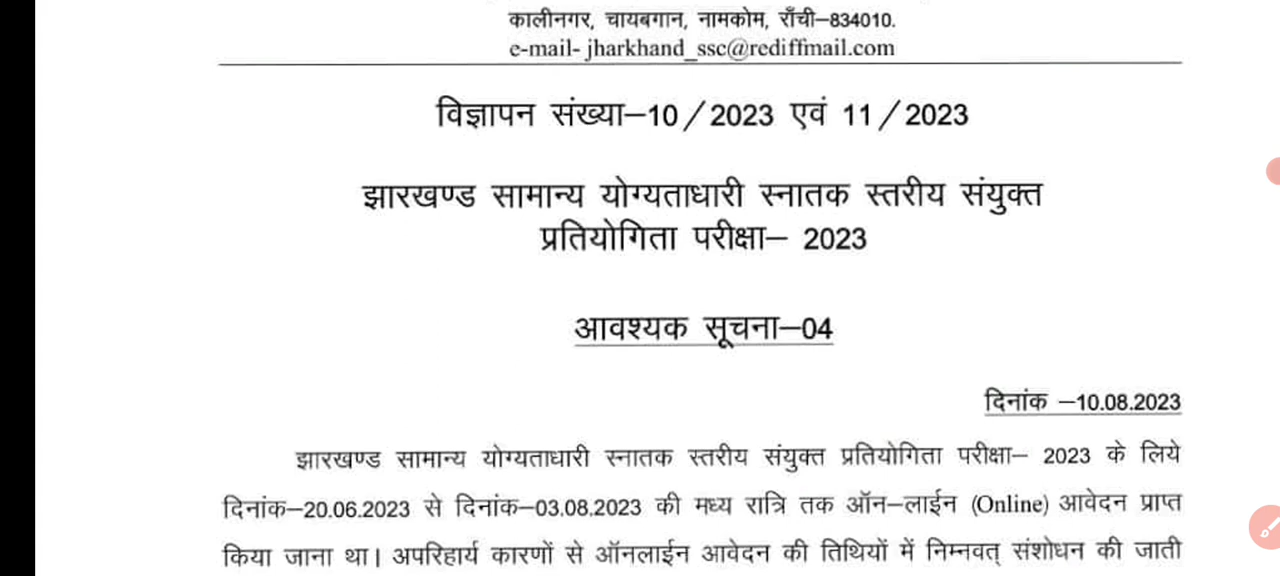 कालीनगर, चायबगान, नामकोम, राँची–834010.
e-mail- jharkhand_ssc@rediffmail.com
विज्ञापन संख्या–10/2023 एवं 11/2023
झारखण्ड सामान्य योग्यताधारी स्नातक स्तरीय संयुक्त
प्रतियोगिता परीक्षा– 2023
आवश्यक सूचना–04
दिनांक –10.08.2023
झारखण्ड सामान्य योग्यताधारी स्नातक स्तरीय संयुक्त प्रतियोगिता परीक्षा– 2023 के लिये
दिनांक–20.06.2023 से दिनांक–03.08.2023 की मध्य रात्रि तक ऑन–लाईन (Online) आवेदन प्राप्त
किया जाना था। अपरिहार्य कारणों से ऑनलाईन आवेदन की तिथियों में निम्नवत् संशोधन की जाती